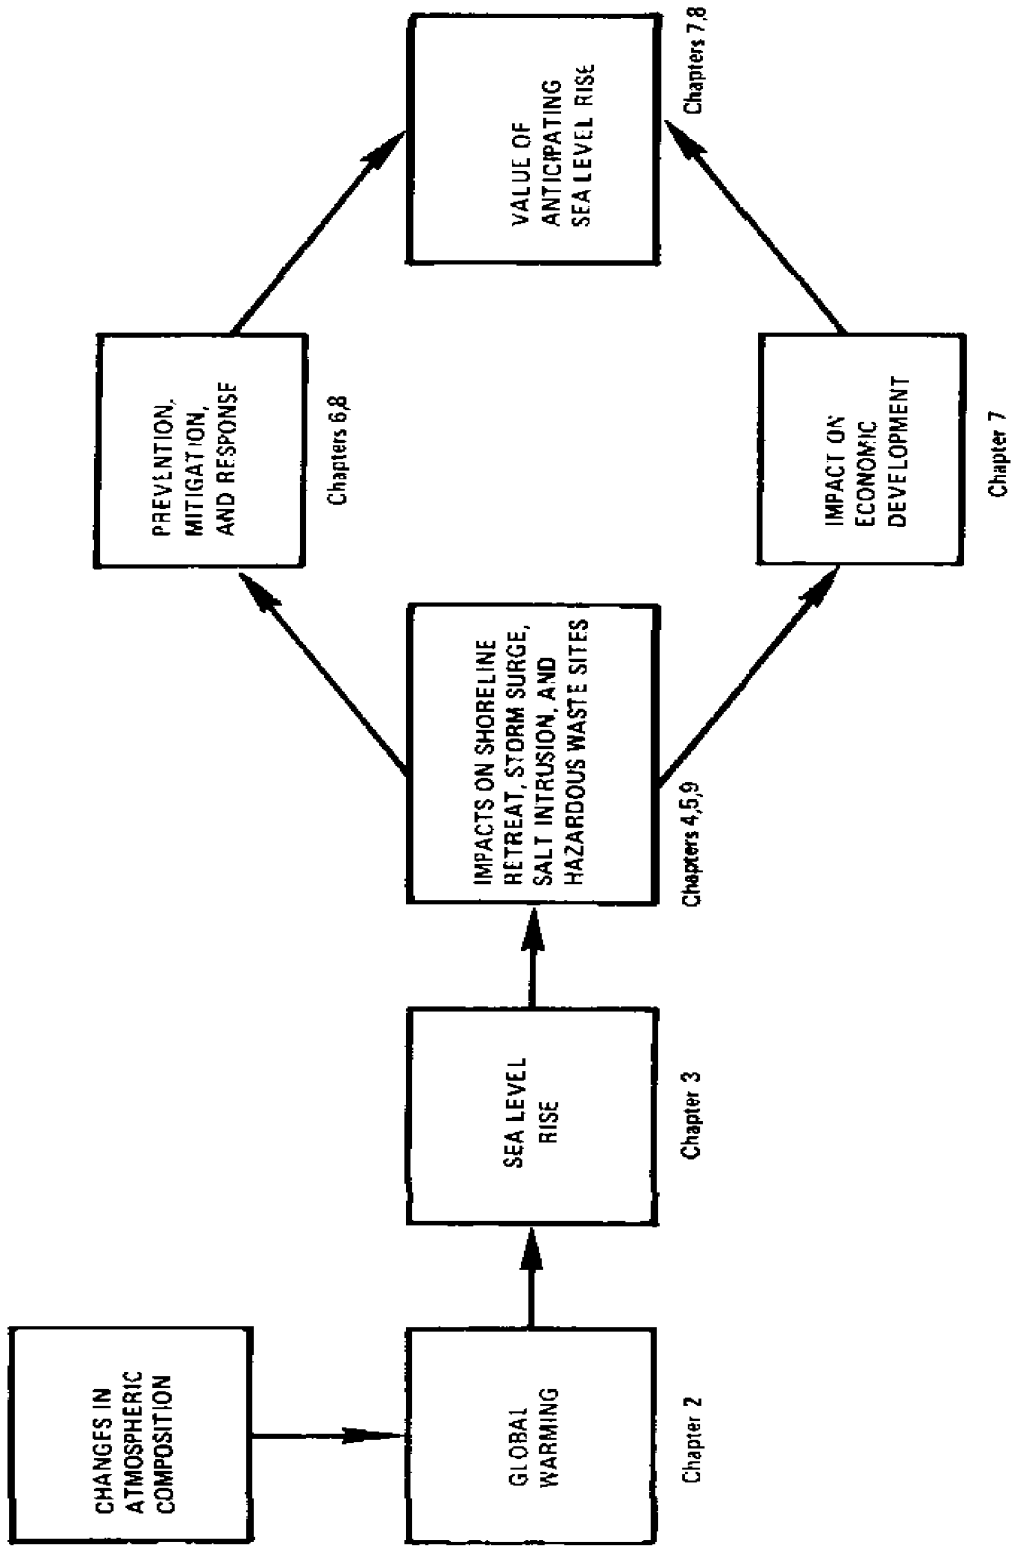 CHANGES IN
ATMOSPHERIC
COMPOSITION
GLOBAL
WARMING
Chapter 2
SEA LEVEL
RISE
Chapter 3
IMPACTS ON SHORELINE
RETREAT, STORM SURGE,
SALT INTRUSION, AND
HAZARDOUS WASTE SITES
Chapters 4,5,9
PREVENTION,
MITIGATION,
AND RESPONSE
Chapters 6,8
IMPACT ON
ECONOMIC
DEVELOPMENT
Chapter 7
VALUE OF
ANTICIPATING
SEA LEVEL RISE
Chapters 7,8